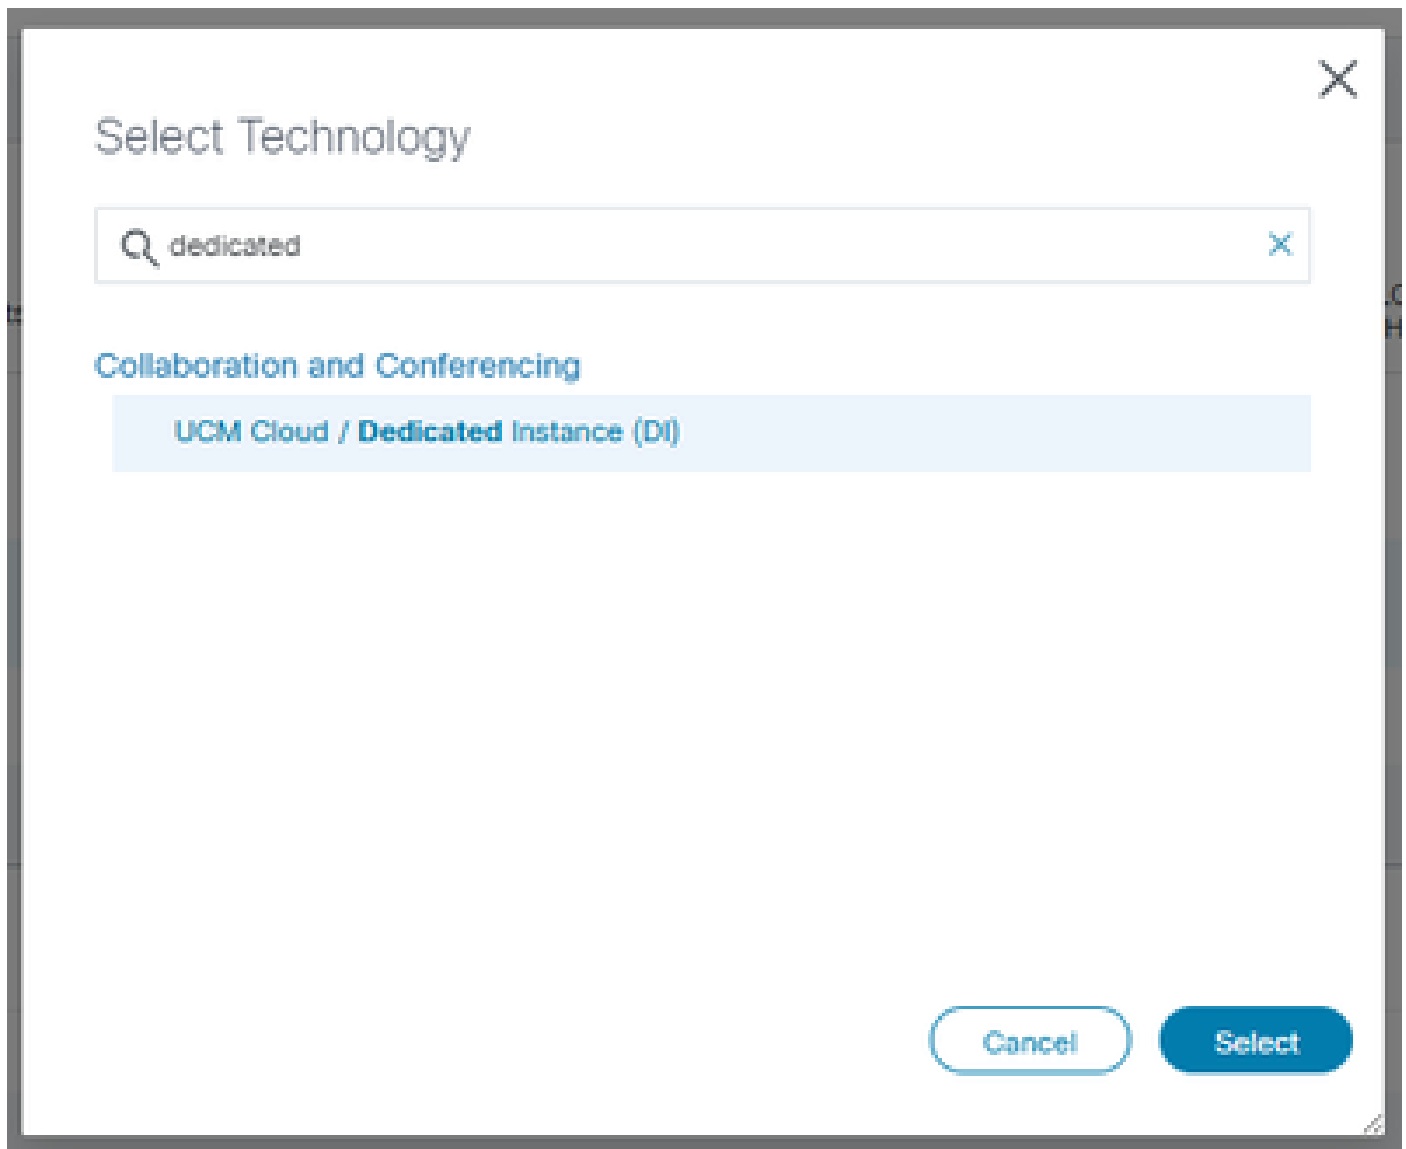 Select Technology
dedicated
Collaboration and Conferencing
UCM Cloud / Dedicated Instance (DI)
Cancel
Select